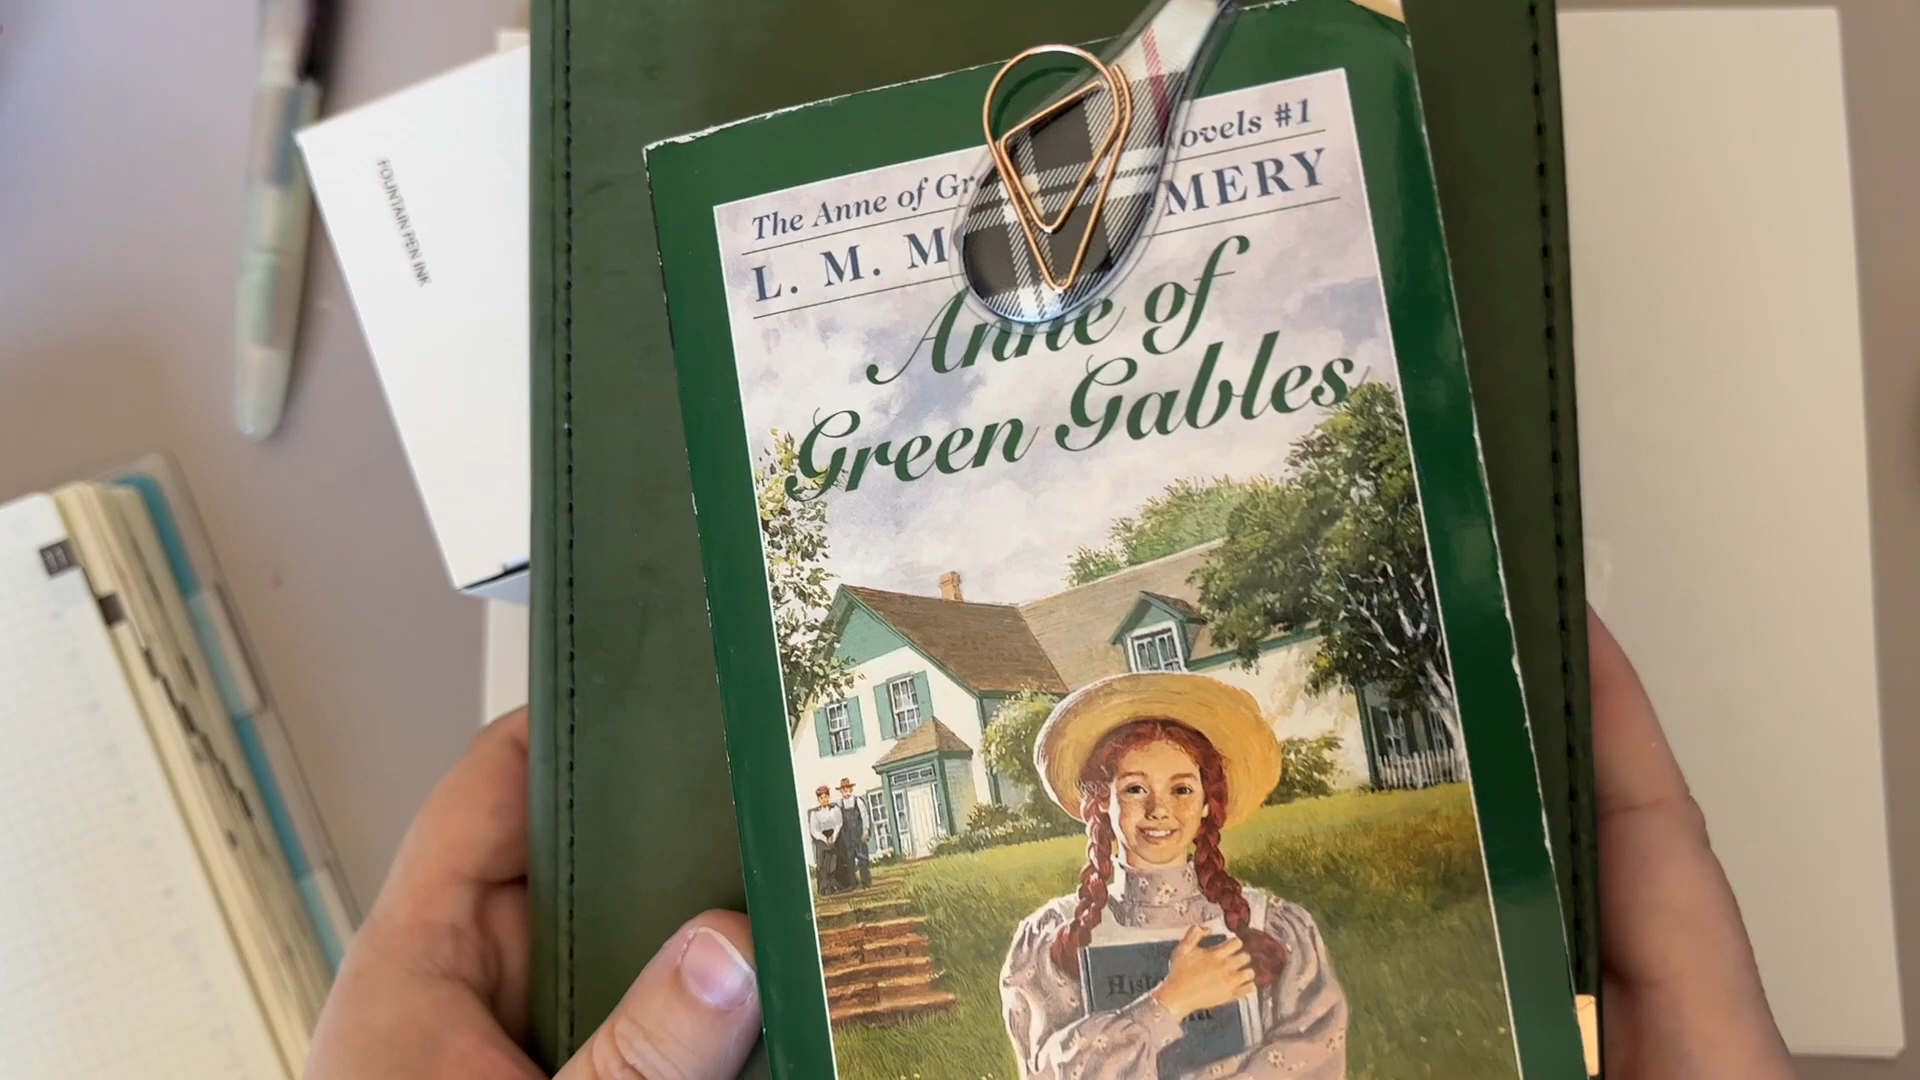 FOUNTAIN PEN INK
The Anne of Gr ovels #1
L. M. M MERY
Anne of
Green Gables